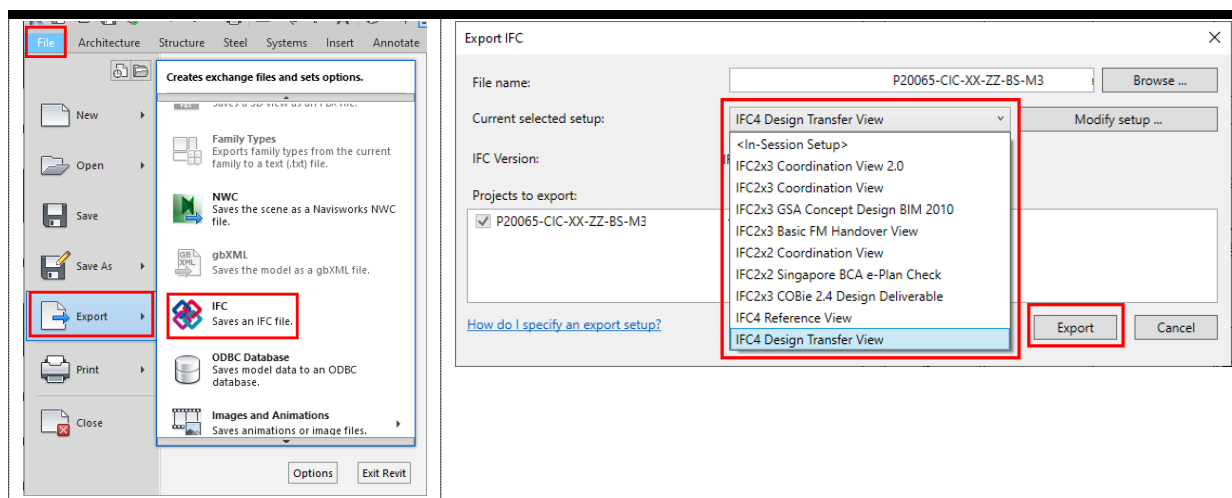 File Architecture Structure Steel Systems Insert Annotate
Creates exchange files and sets options.
New
Open
Save
Save As
Export
Print
Close
Saves a 3D view as an FBX file.
Family Types
Exports family types from the current
family to a text (.txt) file.
NWC
Saves the scene as a Navisworks NWC
file.
gbXML
Saves the model as a gbXML file.
IFC
Saves an IFC file.
ODBC Database
Saves model data to an ODBC
database.
Images and Animations
Saves animations or image files.
Options Exit Revit
Export IFC
File name: P20065-CIC-XX-ZZ-BS-M3 Browse ...
Current selected setup: IFC4 Design Transfer View Modify setup ...
<In-Session Setup>
IFC2x3 Coordination View 2.0
IFC2x3 Coordination View
IFC2x3 GSA Concept Design BIM 2010
IFC2x3 Basic FM Handover View
IFC2x2 Coordination View
IFC2x2 Singapore BCA e-Plan Check
IFC2x3 COBie 2.4 Design Deliverable
IFC4 Reference View
IFC4 Design Transfer View
IFC Version:
Projects to export:
P20065-CIC-XX-ZZ-BS-M3
How do I specify an export setup?
Export Cancel